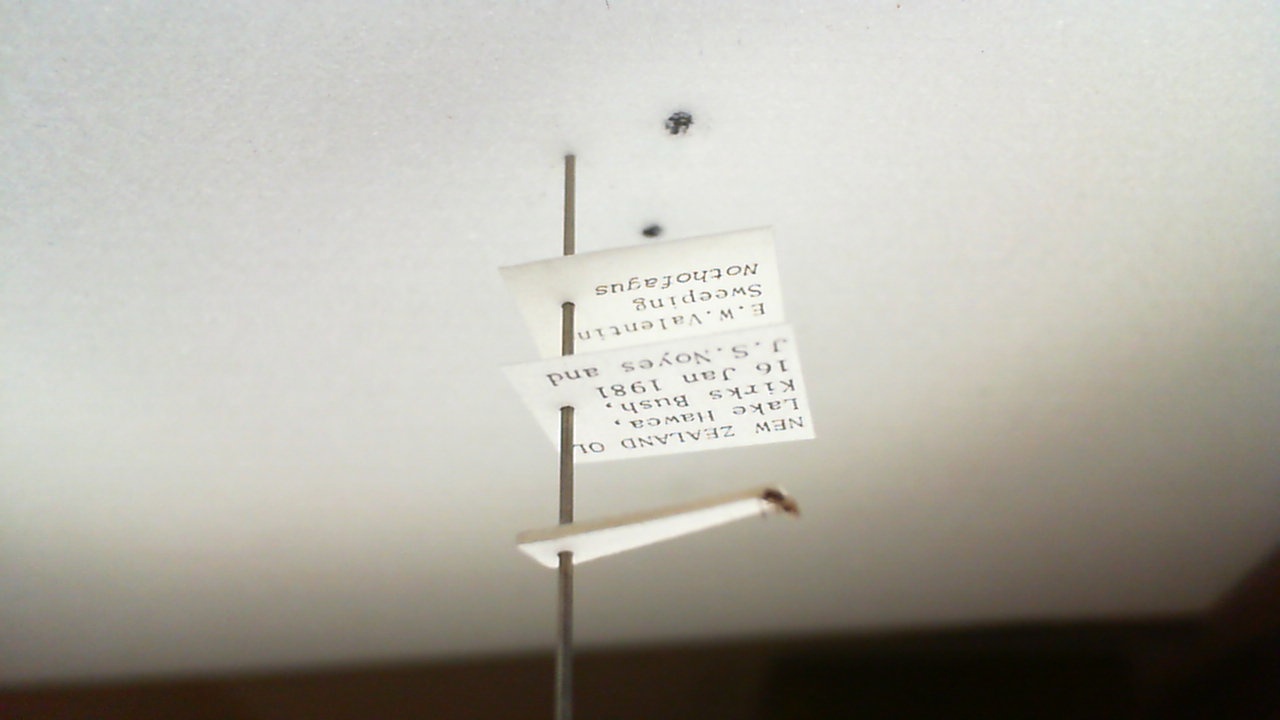 NEW ZEALAND OL
Lake Hawea,
Kirks Bush,
16 Jan 1981
J.S.Noyes and
E.W.Valentin
Sweeping
Nothofagus